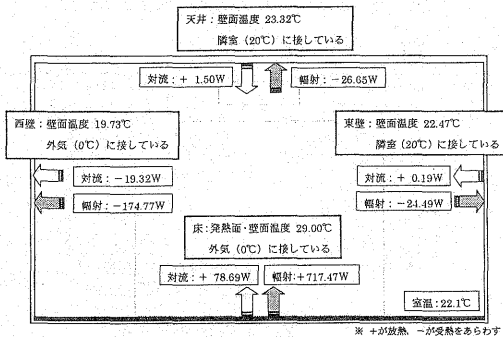 天井：壁面温度 23.32℃
隣室（20℃）に接している
対流：＋ 1.50W
輻射：－26.65W
西壁：壁面温度 19.73℃
外気（0℃）に接している
東壁：壁面温度 22.47℃
隣室（20℃）に接している
対流：－19.32W
輻射：－174.77W
対流：＋ 0.19W
輻射：－24.49W
床：発熱面・壁面温度 29.00℃
外気（0℃）に接している
対流：＋ 78.69W
輻射：＋717.47W
室温：22.1℃
※ ＋が放熱、－が受熱をあらわす